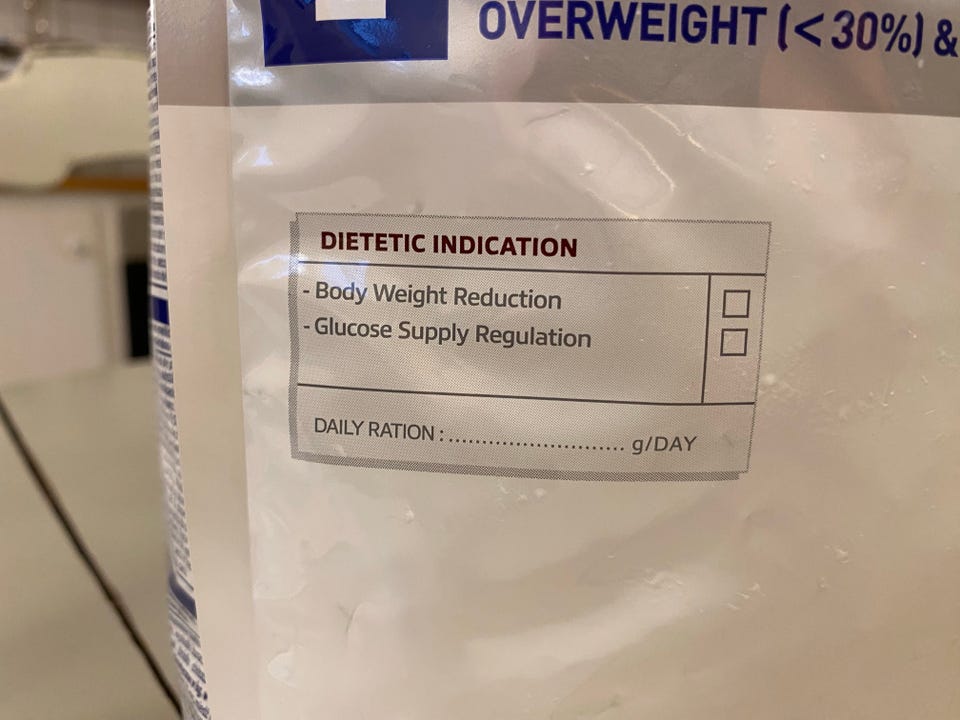 OVERWEIGHT (<30%) &
DIETETIC INDICATION
- Body Weight Reduction
- Glucose Supply Regulation
DAILY RATION : ............................ g/DAY